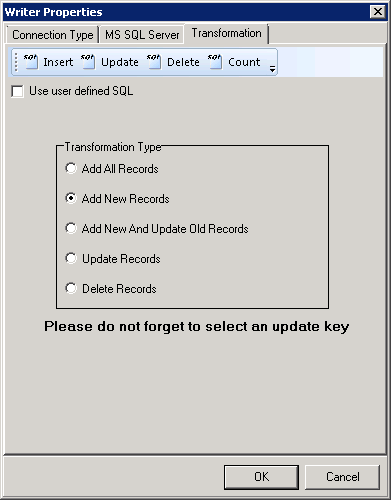 Writer Properties
Connection Type MS SQL Server Transformation
sql Insert sql Update sql Delete sql Count
Use user defined SQL
Transformation Type
Add All Records
Add New Records
Add New And Update Old Records
Update Records
Delete Records
Please do not forget to select an update key
OK Cancel